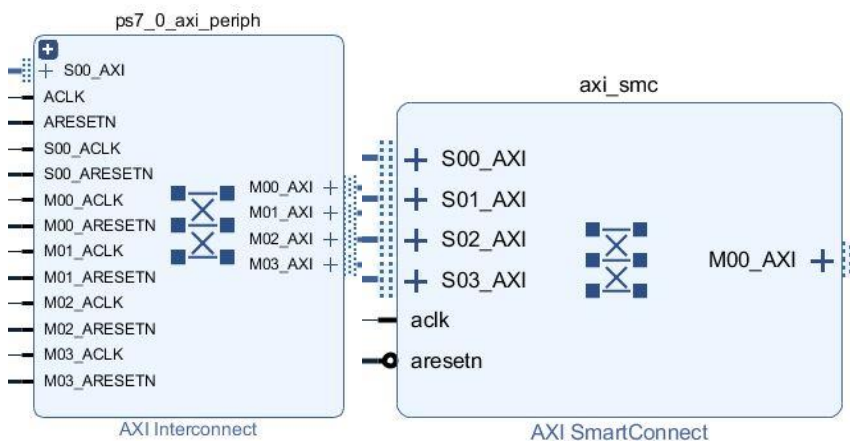 ps7_0_axi_periph
S00_AXI
ACLK
ARESETN
S00_ACLK
S00_ARESETN
M00_ACLK
M00_ARESETN
M01_ACLK
M01_ARESETN
M02_ACLK
M02_ARESETN
M03_ACLK
M03_ARESETN
M00_AXI
M01_AXI
M02_AXI
M03_AXI
AXI Interconnect
axi_smc
S00_AXI
S01_AXI
S02_AXI
S03_AXI
aclk
aresetn
M00_AXI
AXI SmartConnect